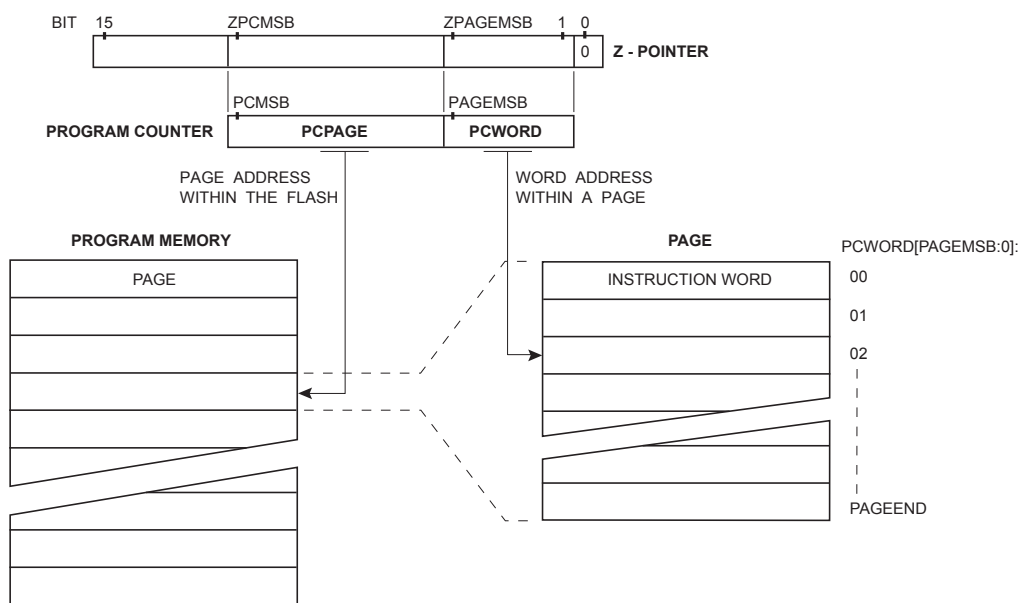 BIT 15 ZPCMSB ZPAGEMSB 1 0
0 Z - POINTER
PCMSB PAGEMSB
PROGRAM COUNTER PCPAGE PCWORD
PAGE ADDRESS
WITHIN THE FLASH
WORD ADDRESS
WITHIN A PAGE
PROGRAM MEMORY
PAGE
PAGE
PCWORD[PAGEMSB:0]:
INSTRUCTION WORD
00
01
02
PAGEEND